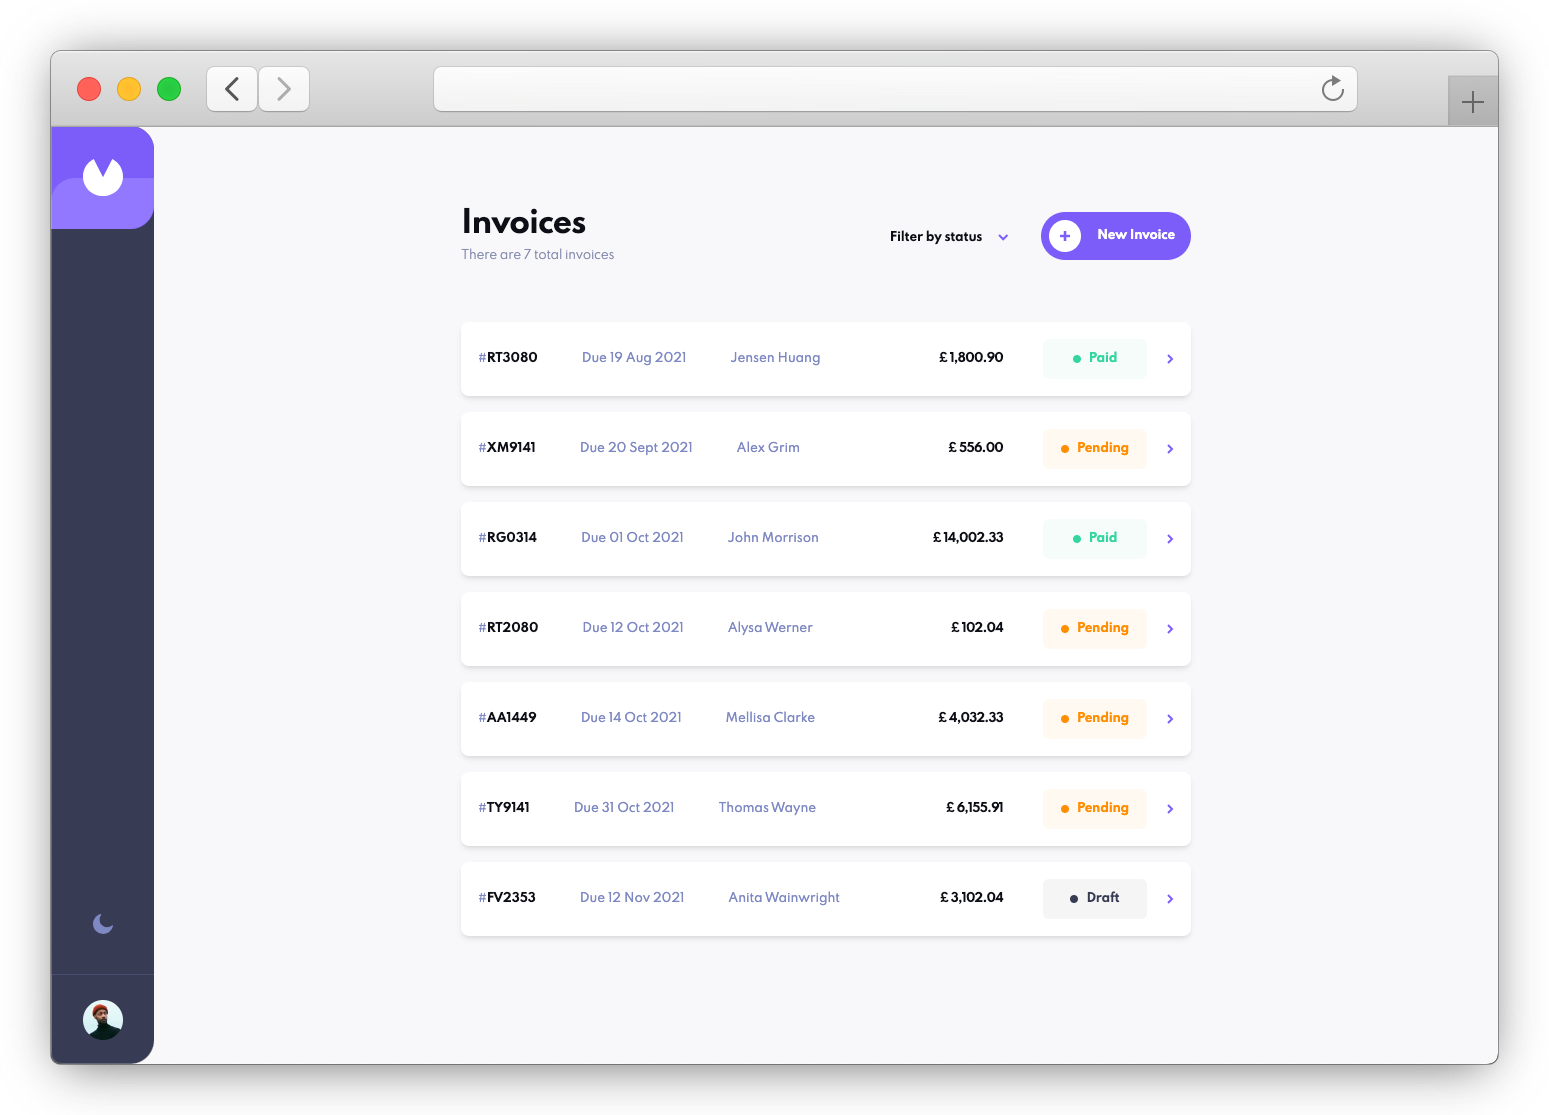 Invoices
There are 7 total invoices
Filter by status
New Invoice
#RT3080 Due 19 Aug 2021 Jensen Huang £ 1,800.90 Paid
#XM9141 Due 20 Sept 2021 Alex Grim £ 556.00 Pending
#RG0314 Due 01 Oct 2021 John Morrison £ 14,002.33 Paid
#RT2080 Due 12 Oct 2021 Alysa Werner £ 102.04 Pending
#AA1449 Due 14 Oct 2021 Mellisa Clarke £ 4,032.33 Pending
#TY9141 Due 31 Oct 2021 Thomas Wayne £ 6,155.91 Pending
#FV2353 Due 12 Nov 2021 Anita Wainwright £ 3,102.04 Draft